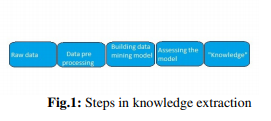 Raw data
Data pre
processing
Building data
mining model
Assessing the
model
"Knowledge"
Fig.1: Steps in knowledge extraction